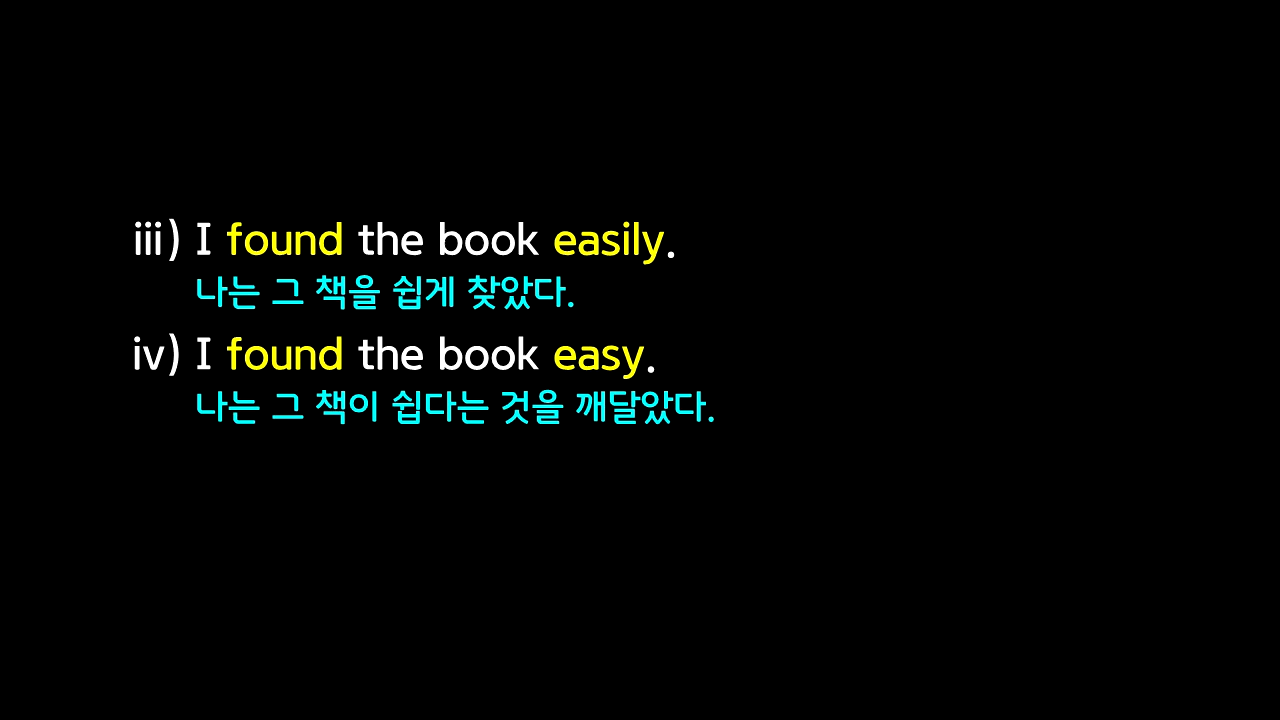 iii) I found the book easily.
나는 그 책을 쉽게 찾았다.
iv) I found the book easy.
나는 그 책이 쉽다는 것을 깨달았다.